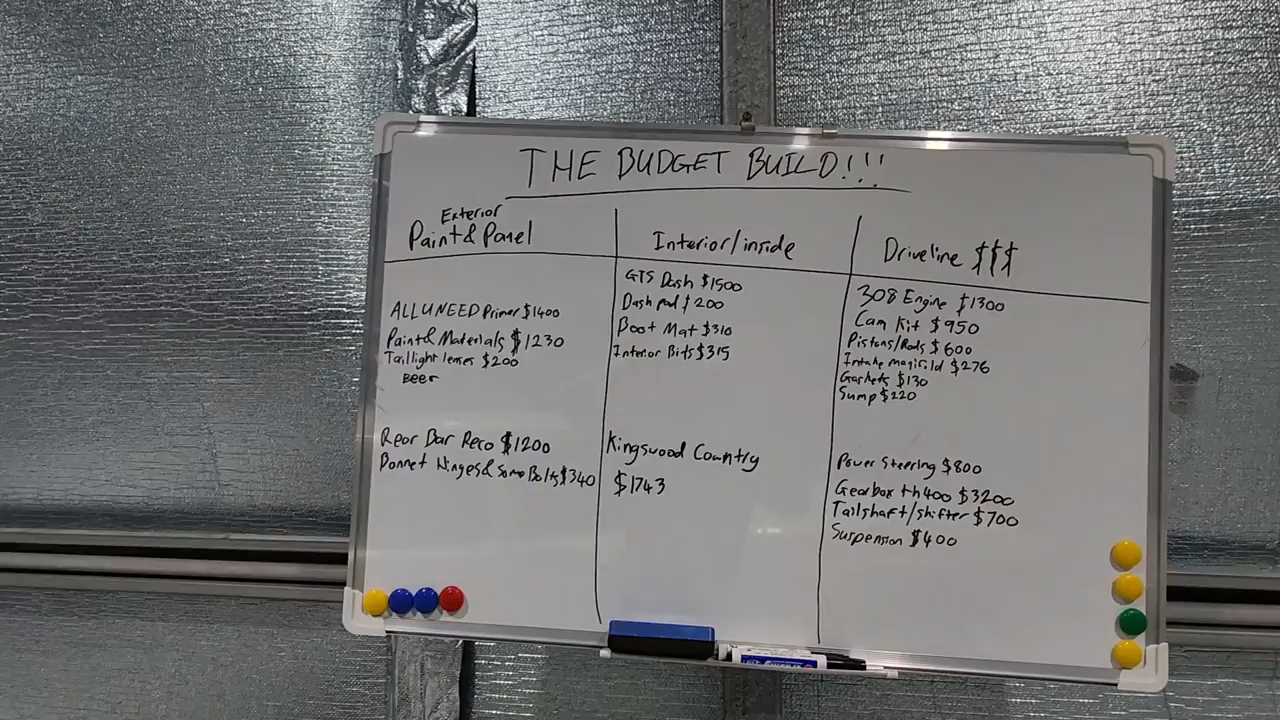 THE BUDGET BUILD!!!
Exterior
Paint & Panel
ALLUNEED Primer $1400
Paint & Materials $1230
Taillight lenses $200
Beer
Rear Bar Reco $1200
Bonnet Hinges & Some Bolts $340
Interior/inside
GTS Dash $1500
Dash pad $200
Boot Mat $310
Interior Bits $315
Kingswood Country
$1743
Driveline $$$
308 Engine $1300
Cam Kit $950
Pistons/Rods $600
Intake manifold $276
Gaskets $130
Sump $220
Power Steering $800
Gearbox th400 $3200
Tailshaft/shifter $700
Suspension $400